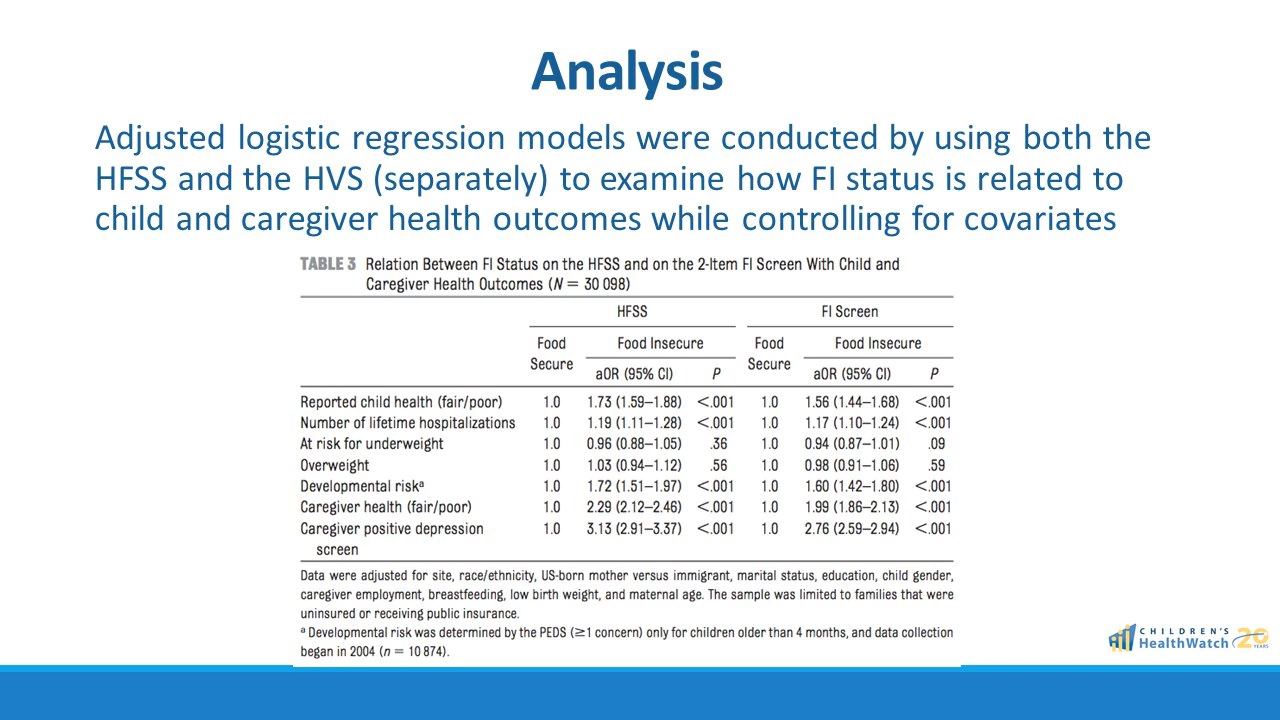 Analysis
Adjusted logistic regression models were conducted by using both the
HFSS and the HVS (separately) to examine how FI status is related to
child and caregiver health outcomes while controlling for covariates
TABLE 3 Relation Between FI Status on the HFSS and on the 2-Item FI Screen With Child and
Caregiver Health Outcomes (N = 30 098)
HFSS FI Screen
Food Secure Food Insecure Food Secure Food Insecure
aOR (95% CI) P aOR (95% CI) P
Reported child health (fair/poor) 1.0 1.73 (1.59–1.88) <.001 1.0 1.56 (1.44–1.68) <.001
Number of lifetime hospitalizations 1.0 1.19 (1.11–1.28) <.001 1.0 1.17 (1.10–1.24) <.001
At risk for underweight 1.0 0.96 (0.88–1.05) .36 1.0 0.94 (0.87–1.01) .09
Overweight 1.0 1.03 (0.94–1.12) .56 1.0 0.98 (0.91–1.06) .59
Developmental riskᵃ 1.0 1.72 (1.51–1.97) <.001 1.0 1.60 (1.42–1.80) <.001
Caregiver health (fair/poor) 1.0 2.29 (2.12–2.46) <.001 1.0 1.99 (1.86–2.13) <.001
Caregiver positive depression 1.0 3.13 (2.91–3.37) <.001 1.0 2.76 (2.59–2.94) <.001
screen
Data were adjusted for site, race/ethnicity, US-born mother versus immigrant, marital status, education, child gender,
caregiver employment, breastfeeding, low birth weight, and maternal age. The sample was limited to families that were
uninsured or receiving public insurance.
ᵃ Developmental risk was determined by the PEDS (≥1 concern) only for children older than 4 months, and data collection
began in 2004 (n = 10 874).
CHILDREN'S
HealthWatch 20
YEARS